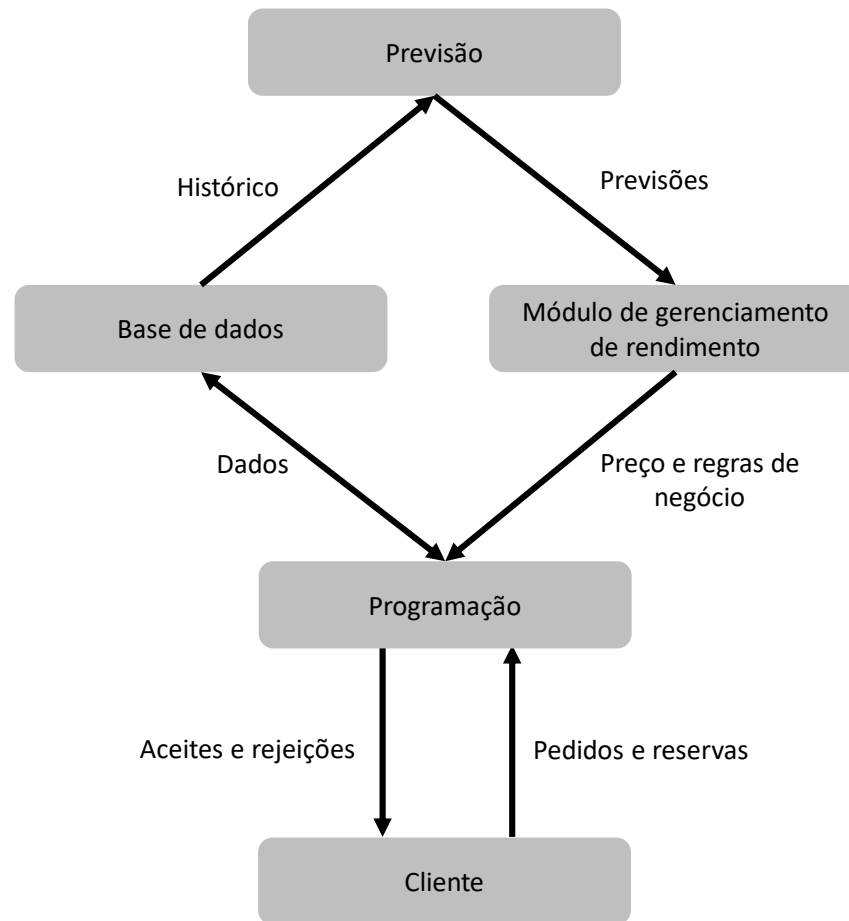 Previsão
Histórico
Previsões
Base de dados
Módulo de gerenciamento
de rendimento
Dados
Preço e regras de
negócio
Programação
Aceites e rejeições
Pedidos e reservas
Cliente